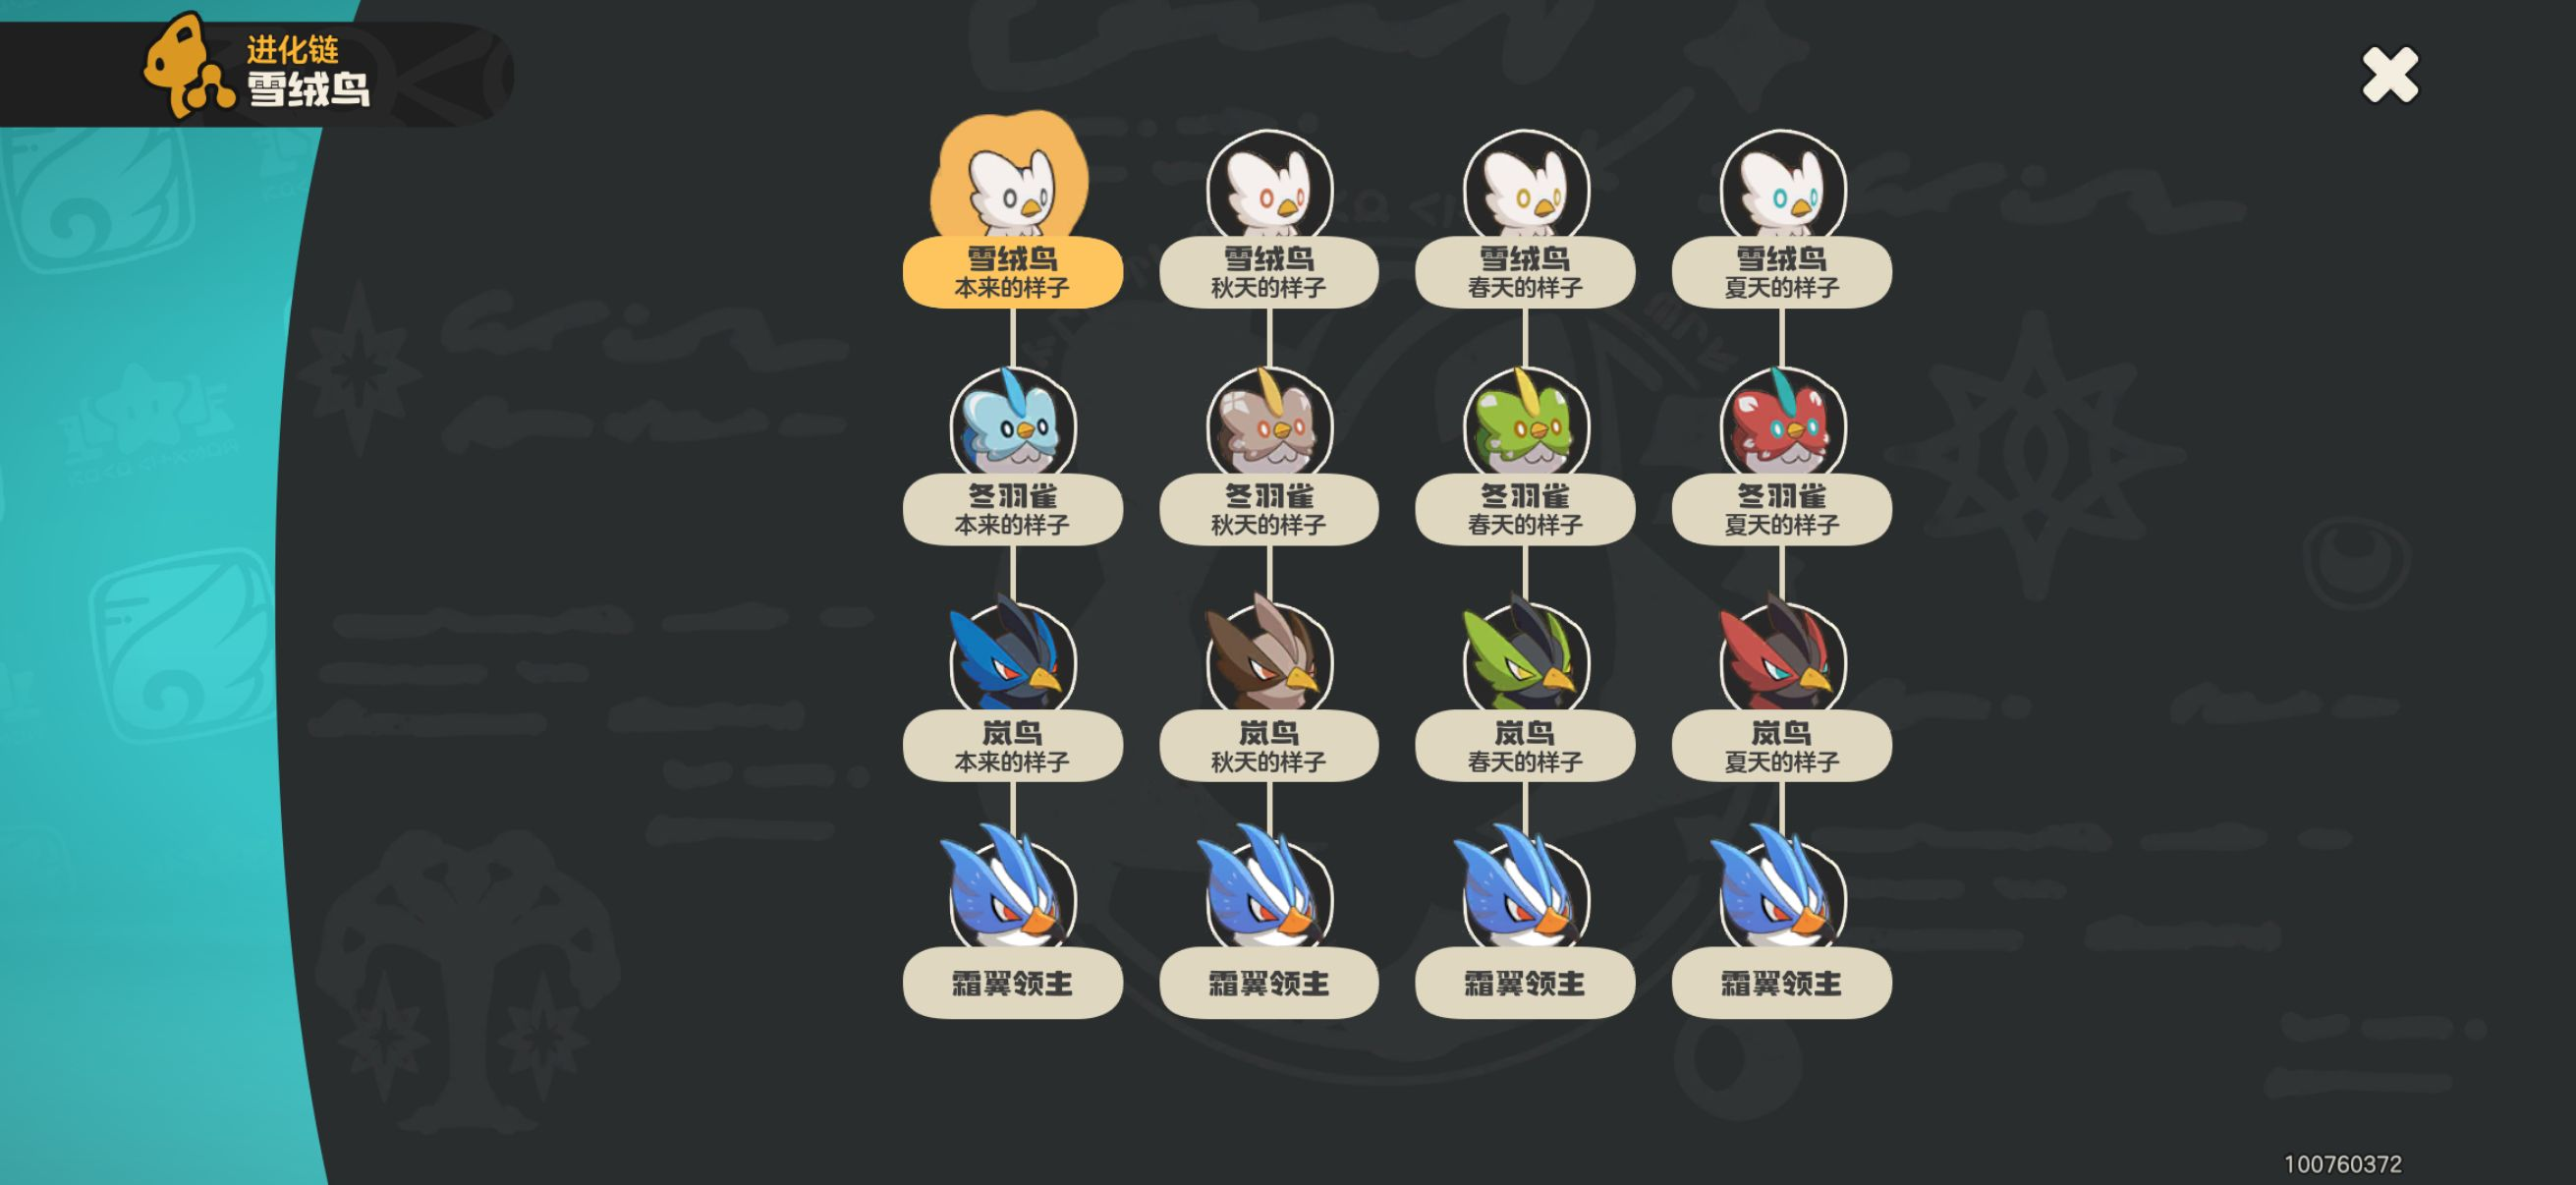 进化链
雪绒鸟
雪绒鸟
本来的样子
雪绒鸟
秋天的样子
雪绒鸟
春天的样子
雪绒鸟
夏天的样子
冬羽雀
本来的样子
冬羽雀
秋天的样子
冬羽雀
春天的样子
冬羽雀
夏天的样子
岚鸟
本来的样子
岚鸟
秋天的样子
岚鸟
春天的样子
岚鸟
夏天的样子
霜翼领主
霜翼领主
霜翼领主
霜翼领主
100760372